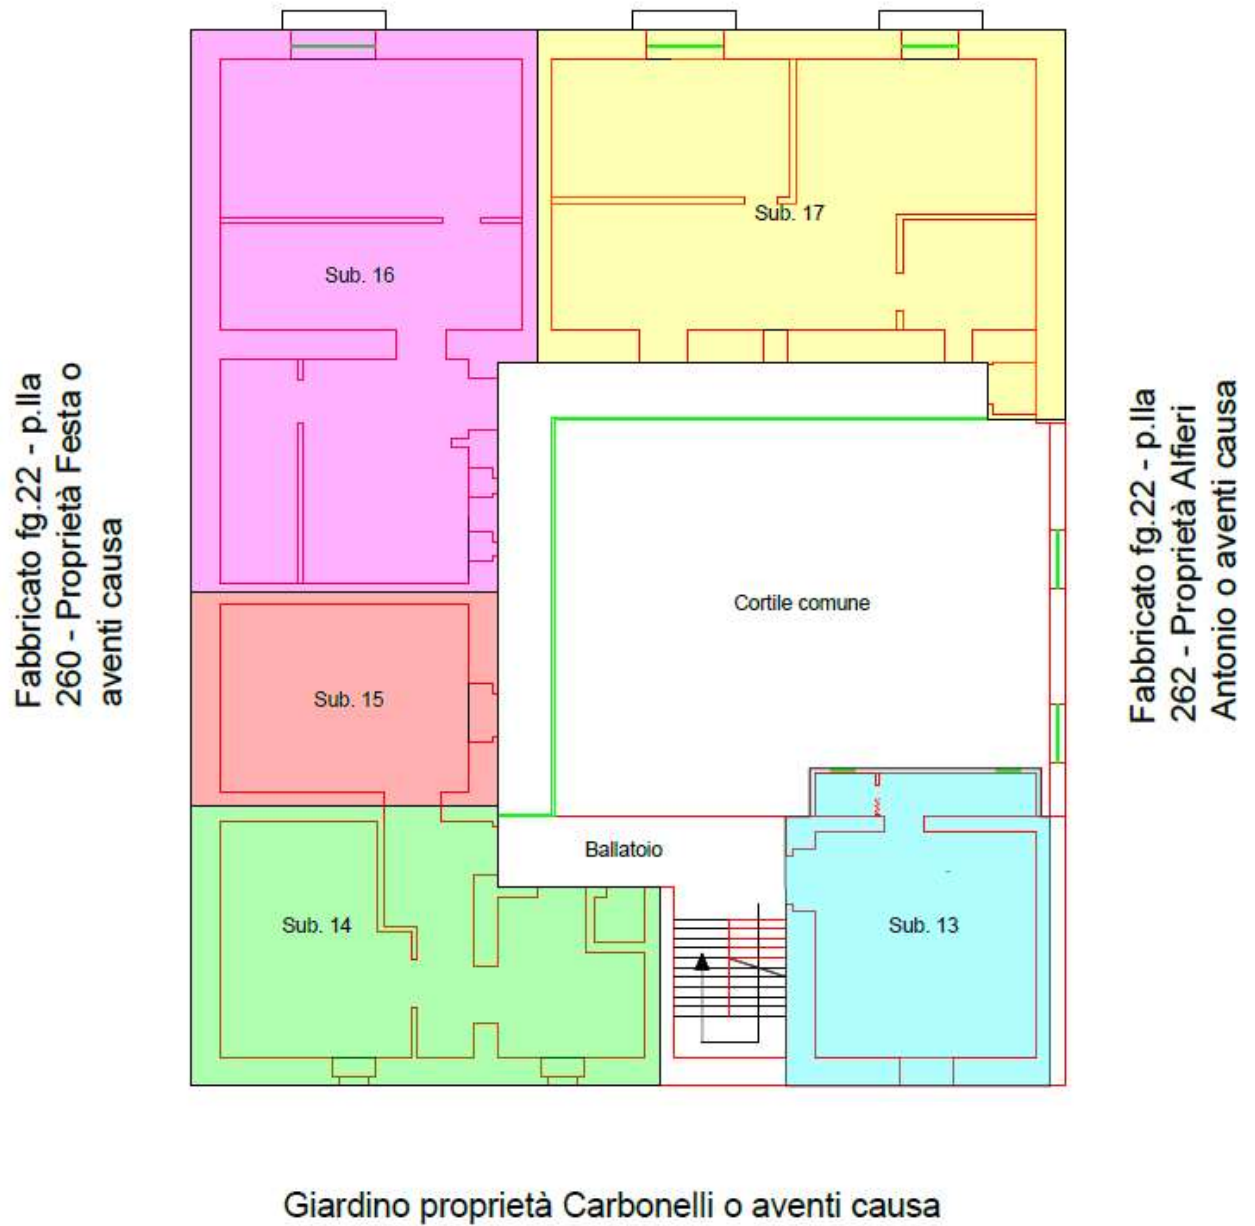 Sub. 17
Sub. 16
Fabbricato fg.22 - p.lla
260 - Proprietà Festa o
aventi causa
Fabbricato fg.22 - p.lla
262 - Proprietà Alfieri
Antonio o aventi causa
Cortile comune
Sub. 15
Ballatoio
Sub. 14
Sub. 13
Giardino proprietà Carbonelli o aventi causa